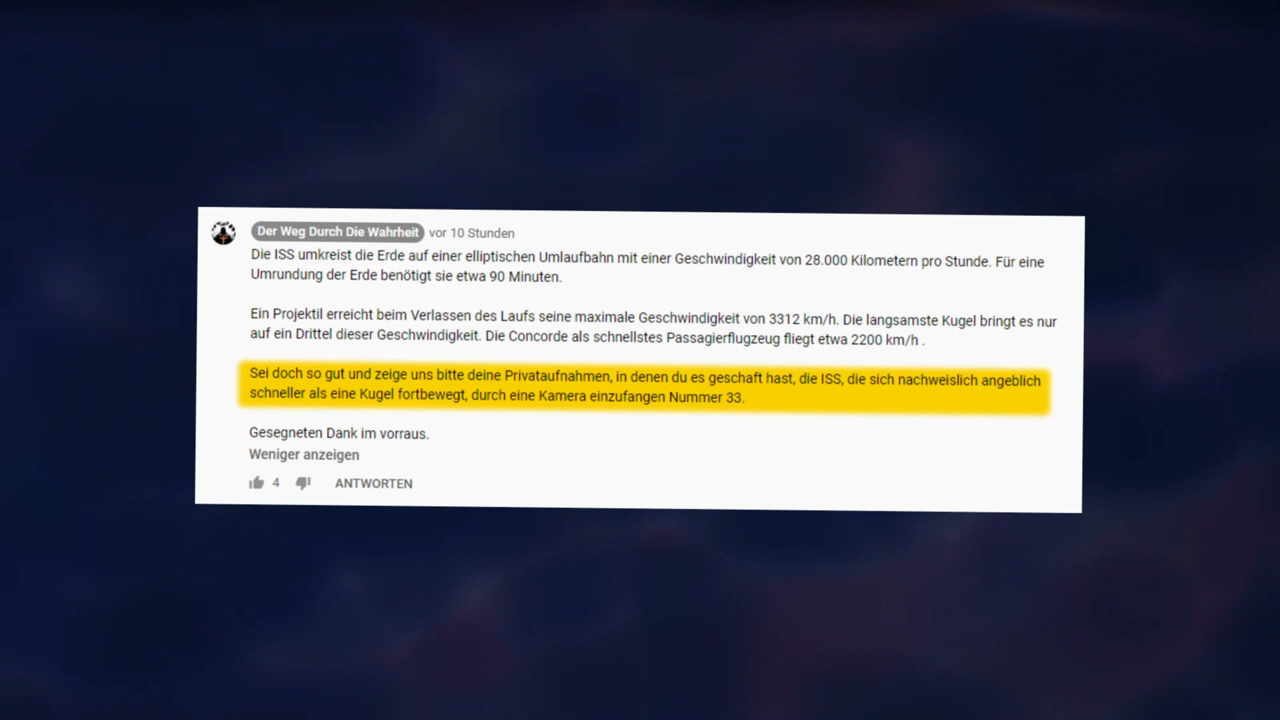 Der Weg Durch Die Wahrheit vor 10 Stunden
Die ISS umkreist die Erde auf einer elliptischen Umlaufbahn mit einer Geschwindigkeit von 28.000 Kilometern pro Stunde. Für eine
Umrundung der Erde benötigt sie etwa 90 Minuten.
Ein Projektil erreicht beim Verlassen des Laufs seine maximale Geschwindigkeit von 3312 km/h. Die langsamste Kugel bringt es nur
auf ein Drittel dieser Geschwindigkeit. Die Concorde als schnellstes Passagierflugzeug fliegt etwa 2200 km/h .
Sei doch so gut und zeige uns bitte deine Privataufnahmen, in denen du es geschaft hast, die ISS, die sich nachweislich angeblich
schneller als eine Kugel fortbewegt, durch eine Kamera einzufangen Nummer 33.
Gesegneten Dank im vorraus.
Weniger anzeigen
4 ANTWORTEN